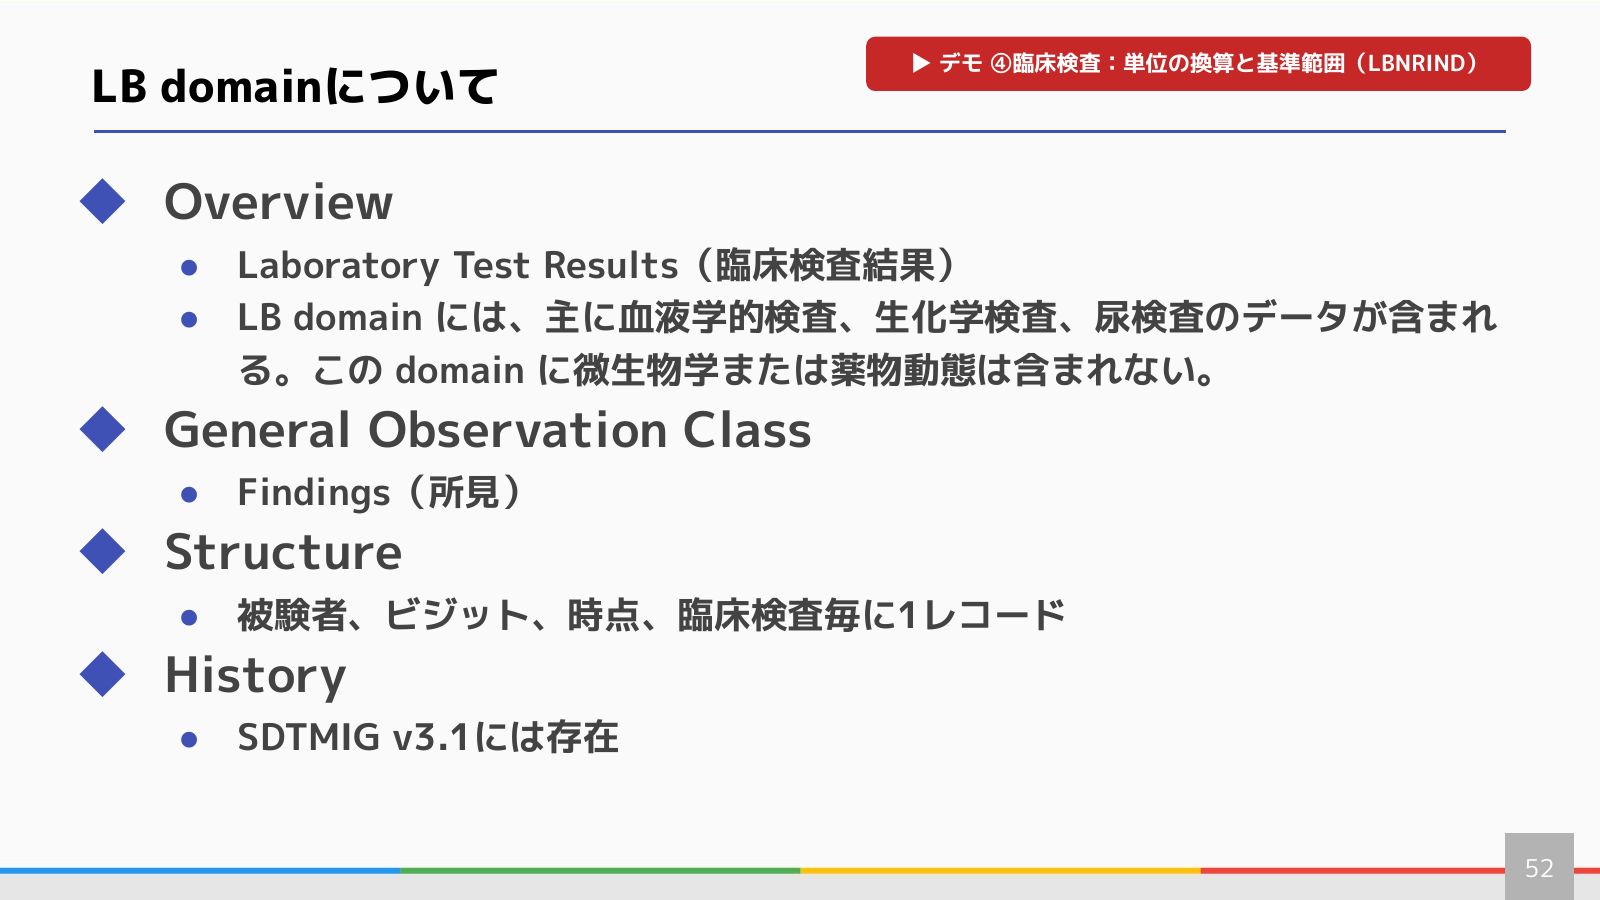 LB domainについて
▶ デモ ④臨床検査：単位の換算と基準範囲（LBNRIND）
◆ Overview
● Laboratory Test Results（臨床検査結果）
● LB domain には、主に血液学的検査、生化学検査、尿検査のデータが含まれ
る。この domain に微生物学または薬物動態は含まれない。
◆ General Observation Class
● Findings（所見）
◆ Structure
● 被験者、ビジット、時点、臨床検査毎に1レコード
◆ History
● SDTMIG v3.1には存在
52